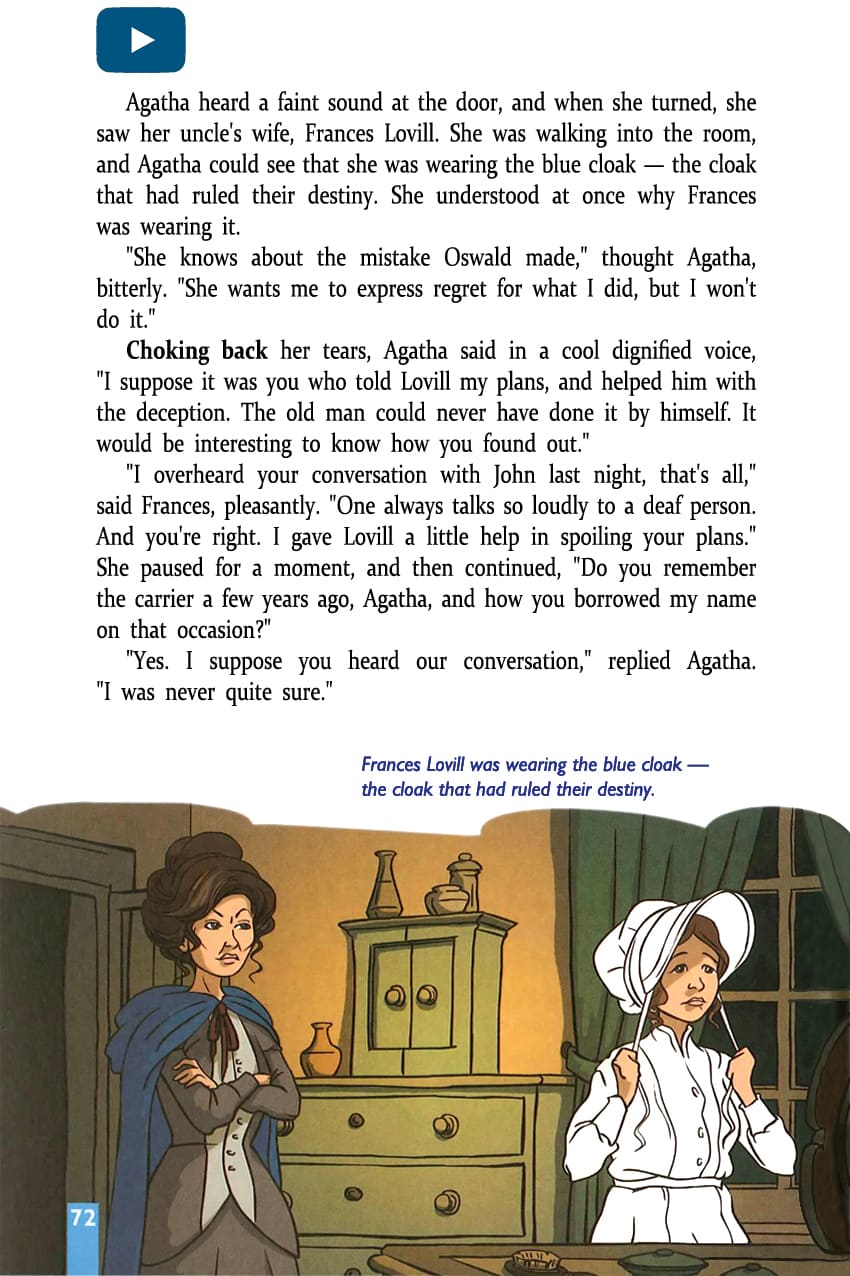 Agatha heard a faint sound at the door, and when she turned, she
saw her uncle's wife, Frances Lovill. She was walking into the room,
and Agatha could see that she was wearing the blue cloak — the cloak
that had ruled their destiny. She understood at once why Frances
was wearing it.
"She knows about the mistake Oswald made," thought Agatha,
bitterly. "She wants me to express regret for what I did, but I won't
do it."
Choking back her tears, Agatha said in a cool dignified voice,
"I suppose it was you who told Lovill my plans, and helped him with
the deception. The old man could never have done it by himself. It
would be interesting to know how you found out."
"I overheard your conversation with John last night, that's all,"
said Frances, pleasantly. "One always talks so loudly to a deaf person.
And you're right. I gave Lovill a little help in spoiling your plans."
She paused for a moment, and then continued, "Do you remember
the carrier a few years ago, Agatha, and how you borrowed my name
on that occasion?"
"Yes. I suppose you heard our conversation," replied Agatha.
"I was never quite sure."
Frances Lovill was wearing the blue cloak —
the cloak that had ruled their destiny.
72